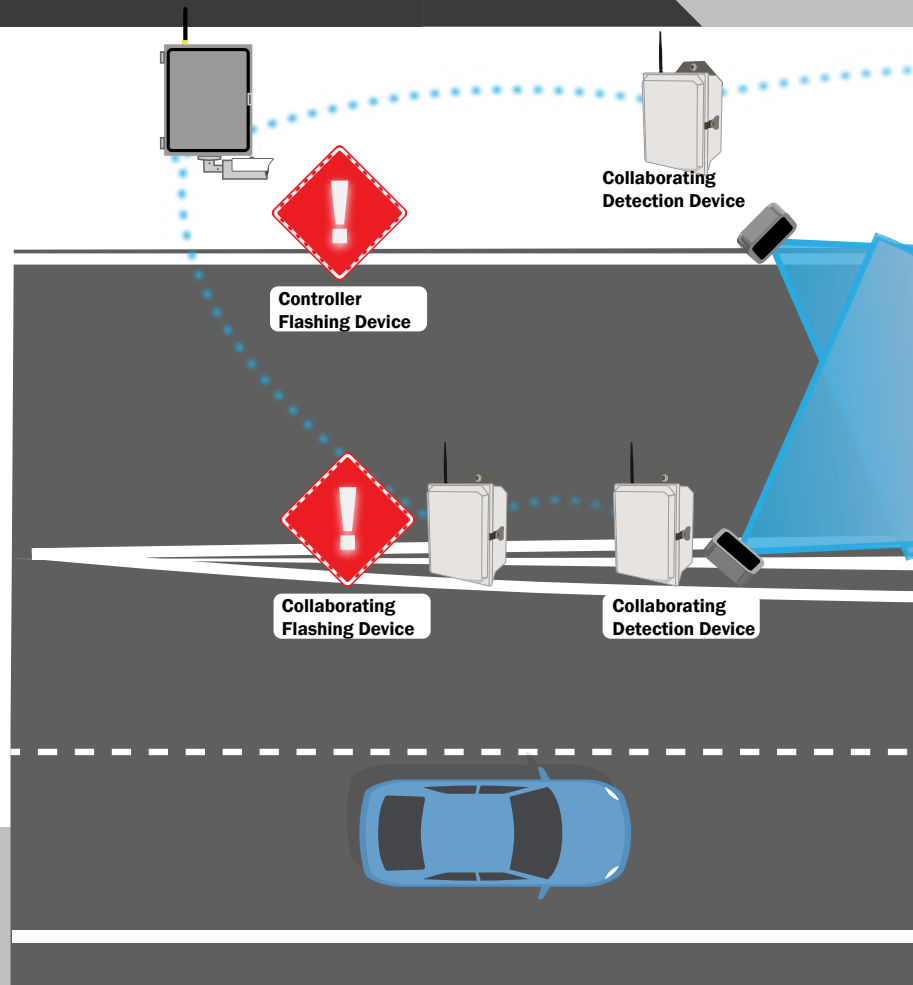 Collaborating
Detection Device
Controller
Flashing Device
Collaborating
Flashing Device
Collaborating
Detection Device